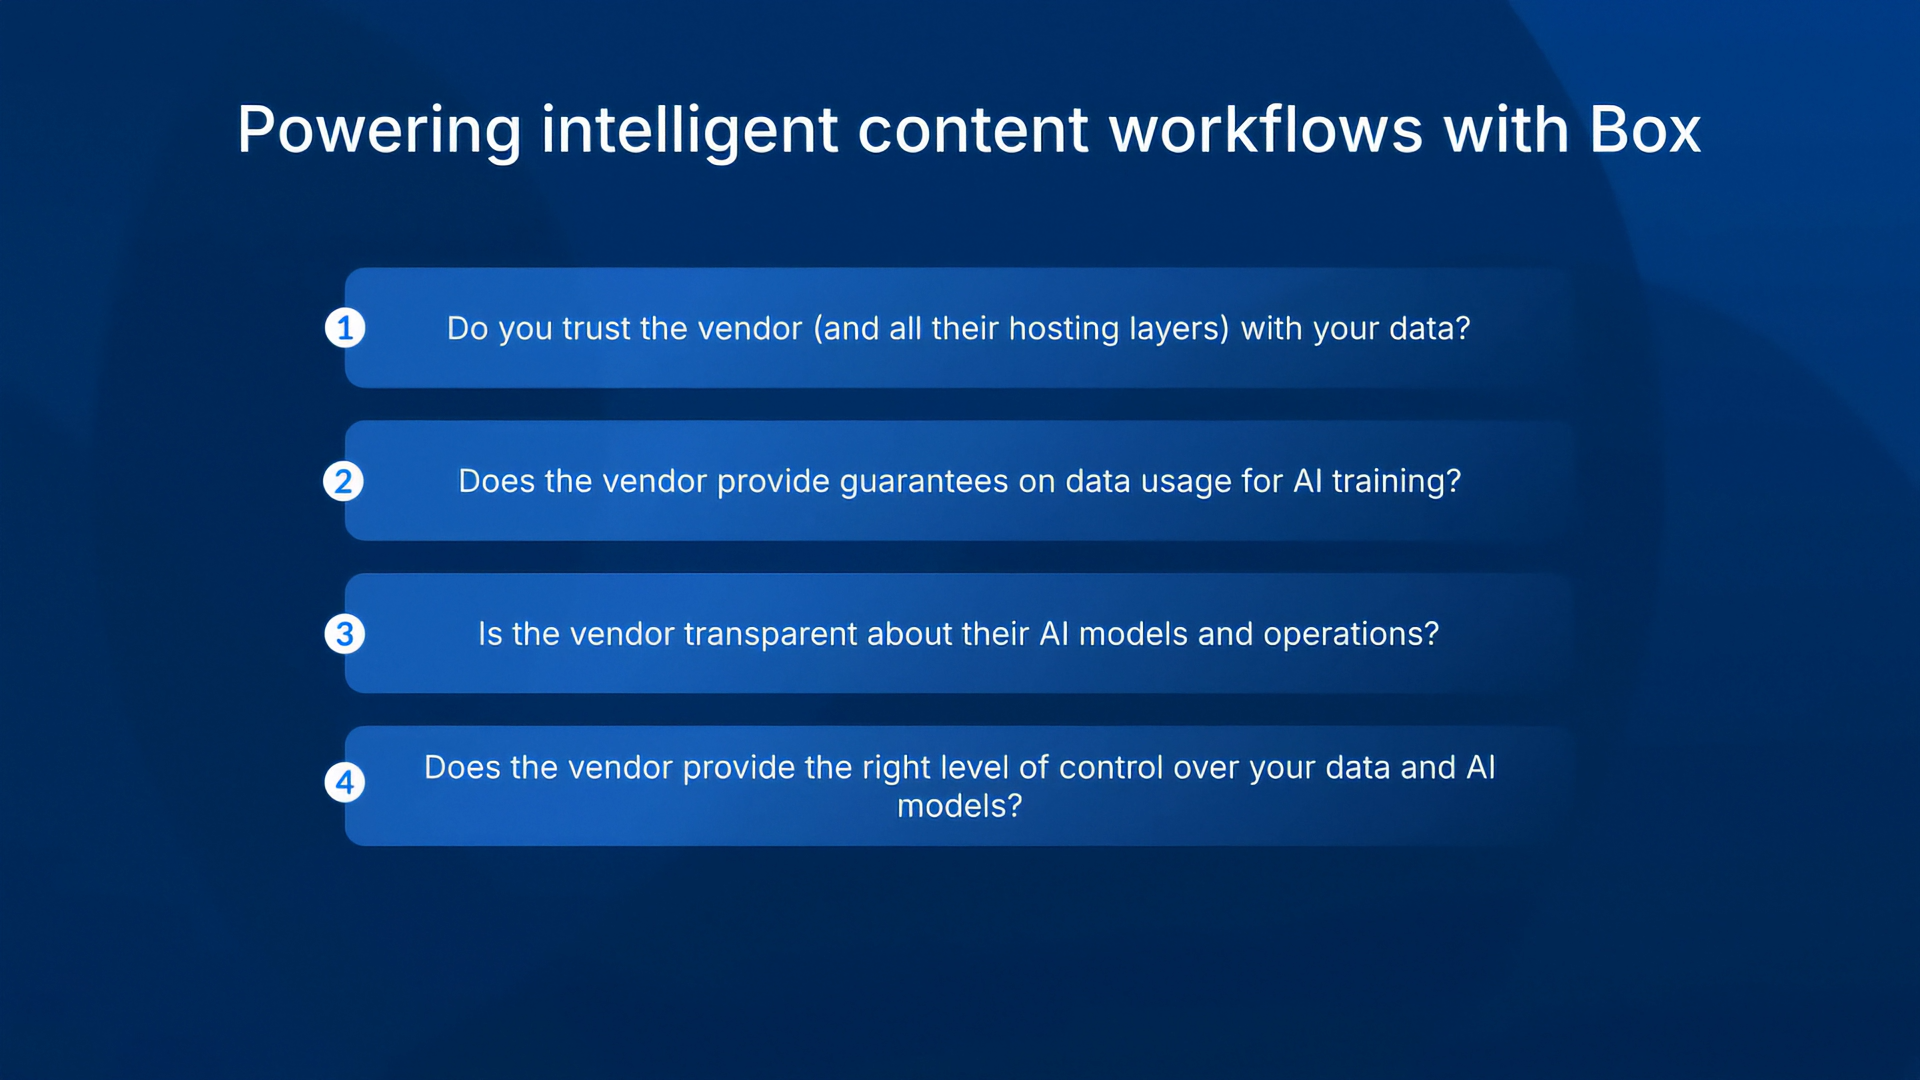 Powering intelligent content workflows with Box
1
Do you trust the vendor (and all their hosting layers) with your data?
2
Does the vendor provide guarantees on data usage for AI training?
3
Is the vendor transparent about their AI models and operations?
4
Does the vendor provide the right level of control over your data and AI
models?